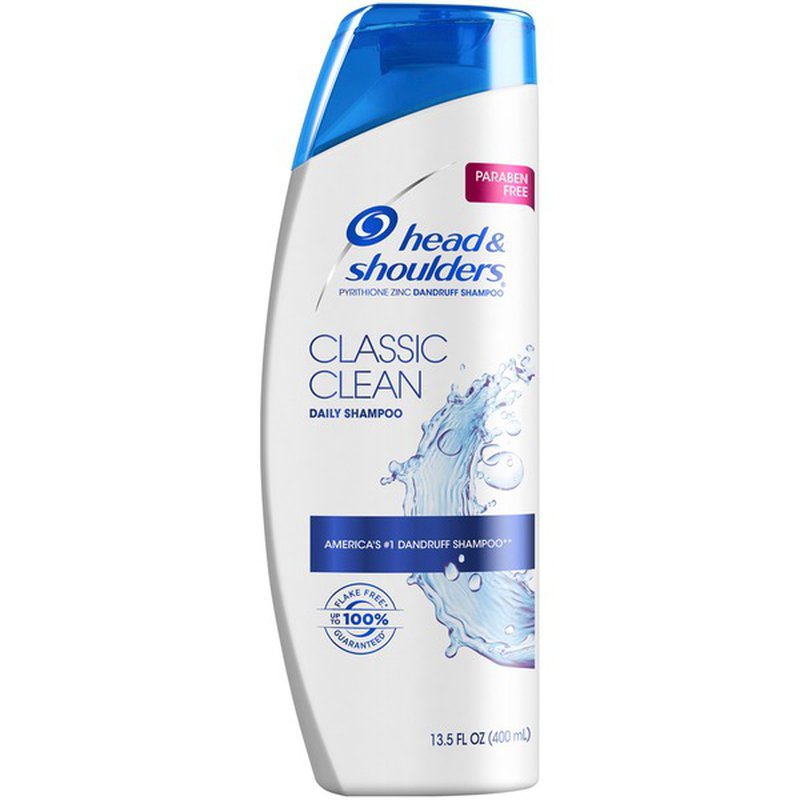 PARABEN
FREE
head &
shoulders®
PYRITHIONE ZINC DANDRUFF SHAMPOO
CLASSIC
CLEAN
DAILY SHAMPOO
AMERICA'S #1 DANDRUFF SHAMPOO**
FLAKE FREE*
UP TO 100%
GUARANTEED*
13.5 FL OZ (400 mL)